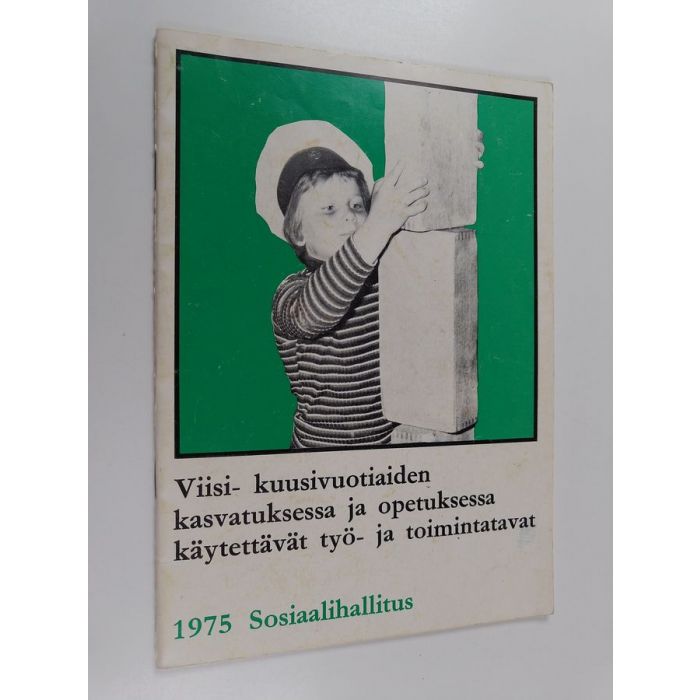 Viisi- kuusivuotiaiden
kasvatuksessa ja opetuksessa
käytettävät työ- ja toimintatavat
1975 Sosiaalihallitus